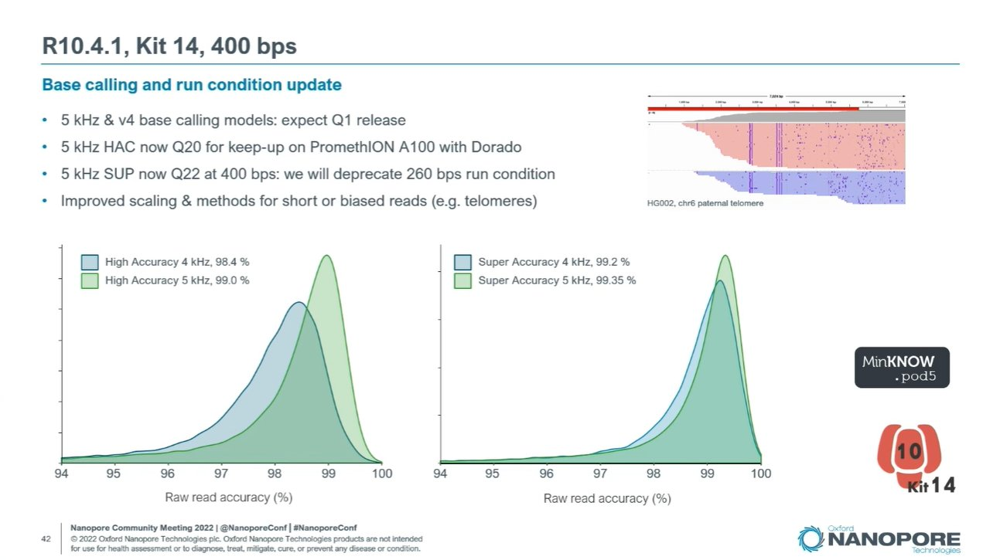 R10.4.1, Kit 14, 400 bps
Base calling and run condition update
• 5 kHz & v4 base calling models: expect Q1 release
• 5 kHz HAC now Q20 for keep-up on PromethION A100 with Dorado
• 5 kHz SUP now Q22 at 400 bps: we will deprecate 260 bps run condition
• Improved scaling & methods for short or biased reads (e.g. telomeres)
HG002, chr6 paternal telomere
High Accuracy 4 kHz, 98.4 %
High Accuracy 5 kHz, 99.0 %
94 95 96 97 98 99 100
Raw read accuracy (%)
Super Accuracy 4 kHz, 99.2 %
Super Accuracy 5 kHz, 99.35 %
94 95 96 97 98 99 100
Raw read accuracy (%)
MinKNOW
.pod5
10
Kit 14
42
Nanopore Community Meeting 2022 | @NanoporeConf | #NanoporeConf
© 2022 Oxford Nanopore Technologies plc. Oxford Nanopore Technologies products are not intended
for use for health assessment or to diagnose, treat, mitigate, cure, or prevent any disease or condition.
Oxford
NANOPORE
Technologies